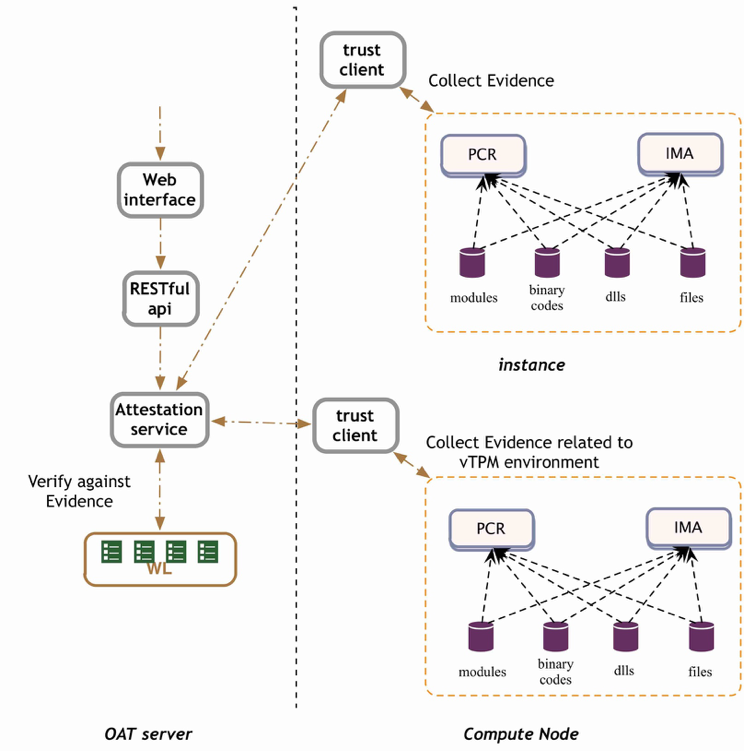 trust
client
Collect Evidence
PCR
IMA
Web
interface
modules
binary
codes
dlls
files
RESTful
api
instance
Attestation
service
trust
client
Collect Evidence related to
vTPM environment
Verify against
Evidence
PCR
IMA
WL
modules
binary
codes
dlls
files
OAT server
Compute Node